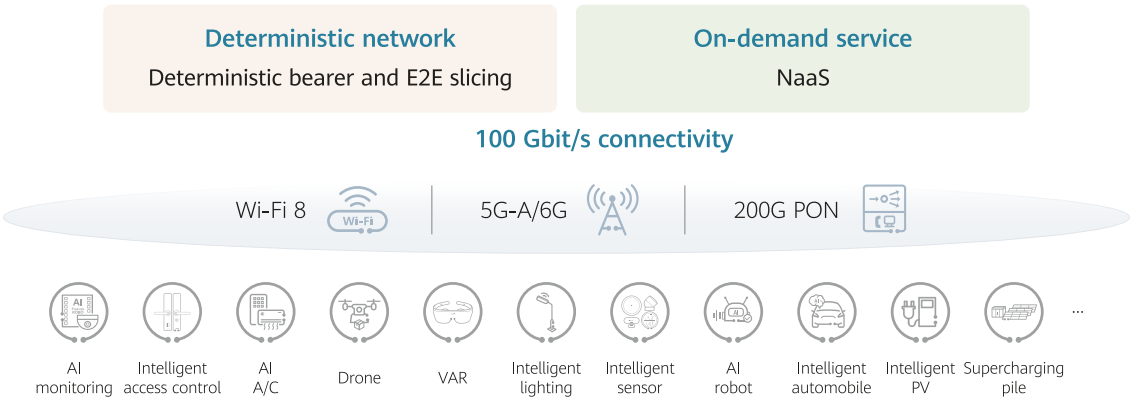 Deterministic network
Deterministic bearer and E2E slicing
On-demand service
NaaS
100 Gbit/s connectivity
Wi-Fi 8
Wi-Fi
5G-A/6G
200G PON
AI
AI
AI
AI
monitoring
Intelligent
access control
AI
A/C
Drone
VAR
Intelligent
lighting
Intelligent
sensor
AI
robot
Intelligent
automobile
Intelligent
PV
Supercharging
pile
...